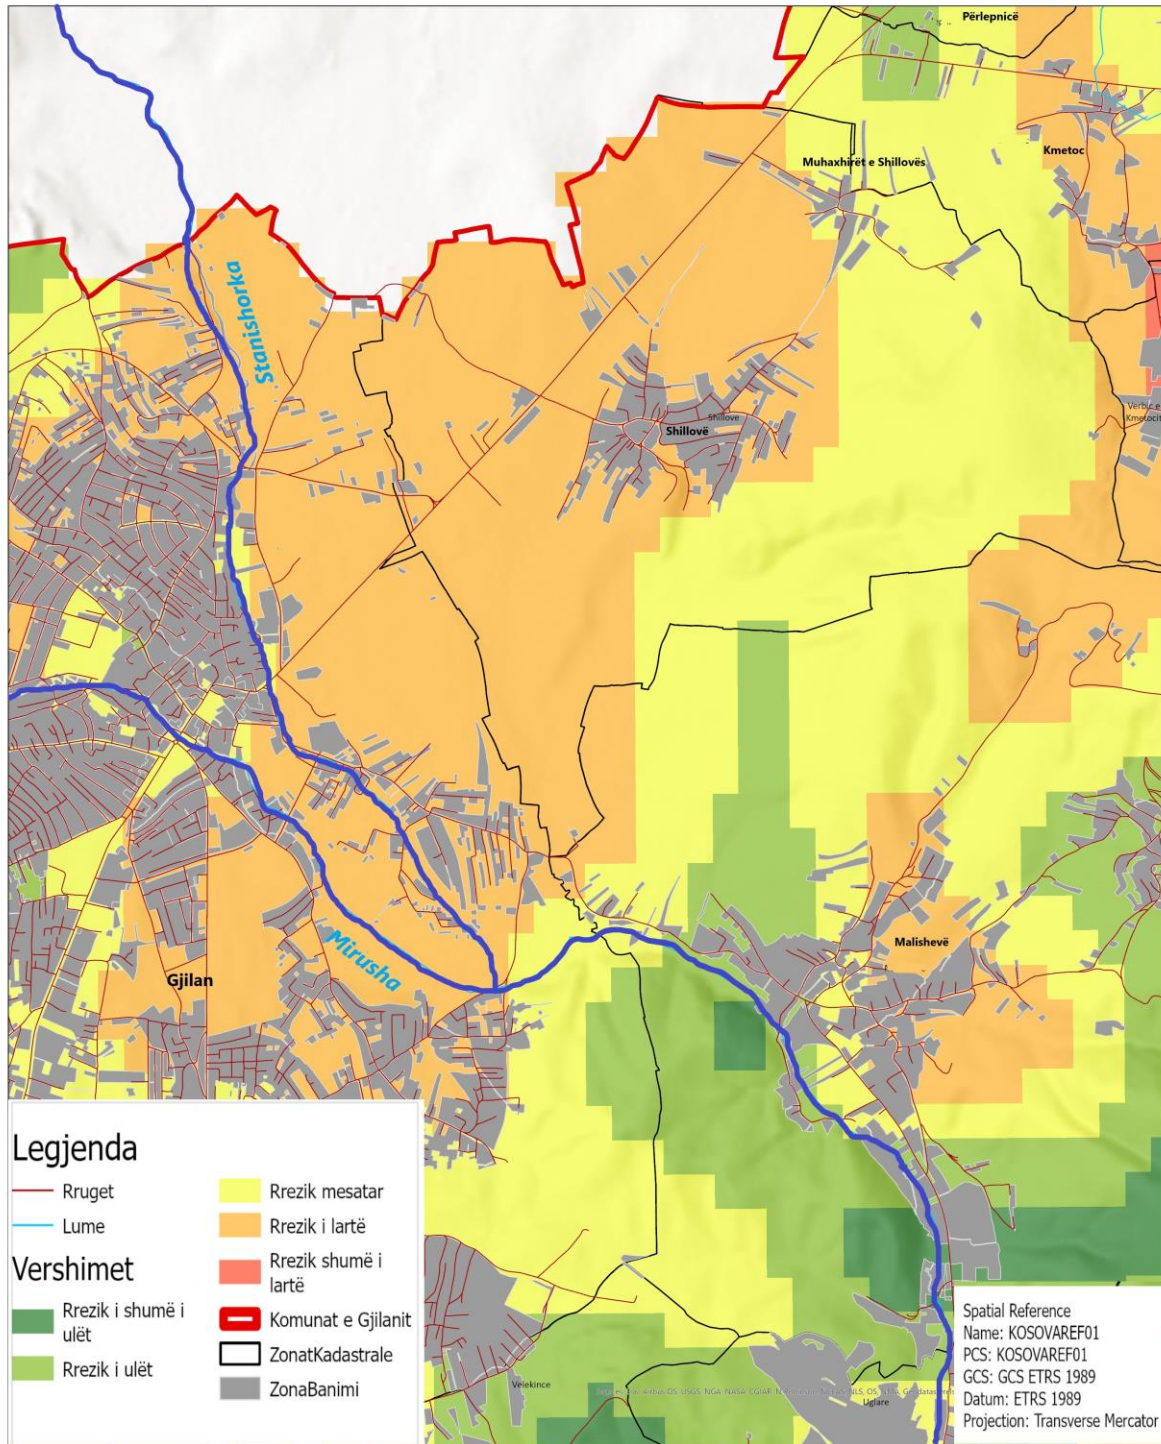 Përlepnicë
Muhaxhirët e Shillovës
Kmetoc
Stanishorka
Verbic e
Kmetocit
Shillove
Shillovë
Malishevë
Mirusha
Gjilan
Legjenda
Rruget
Lume
Vershimet
Rrezik i shumë i
ulët
Rrezik i ulët
Rrezik mesatar
Rrezik i lartë
Rrezik shumë i
lartë
Komunat e Gjilanit
ZonatKadastrale
ZonaBanimi
Velekince
Uglare
Spatial Reference
Name: KOSOVAREF01
PCS: KOSOVAREF01
GCS: GCS ETRS 1989
Datum: ETRS 1989
Projection: Transverse Mercator